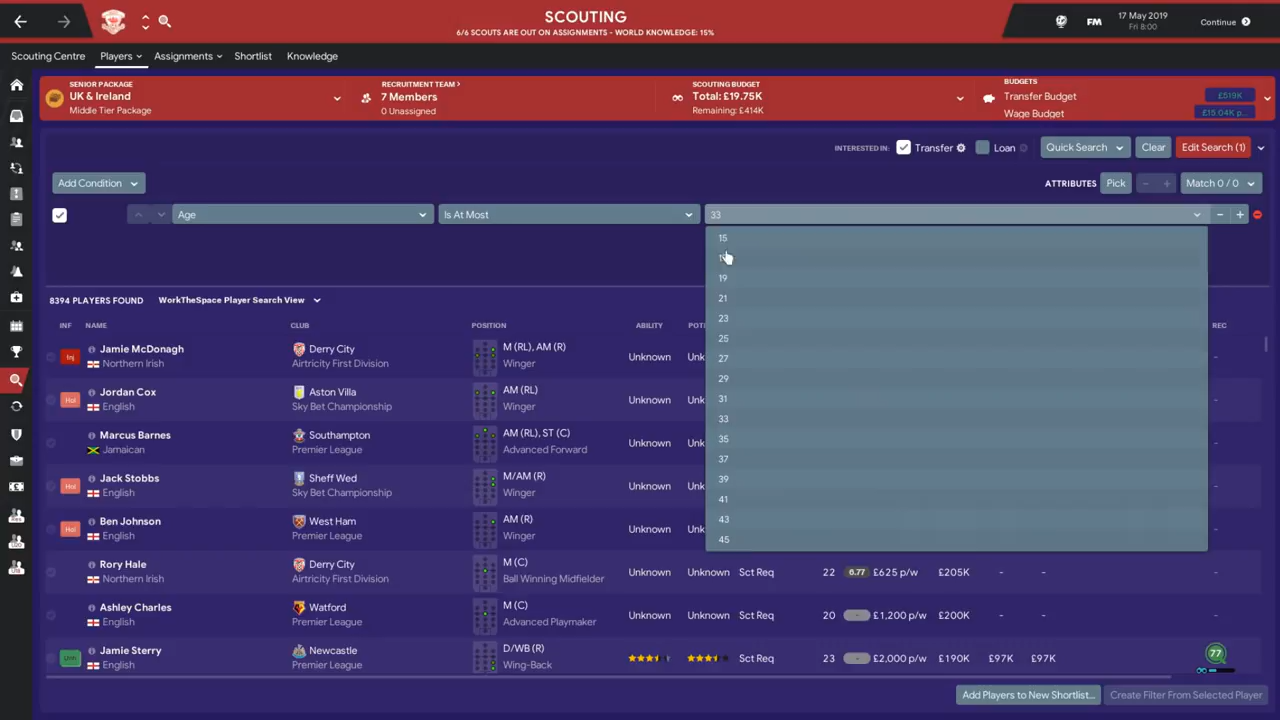 SCOUTING
6/6 SCOUTS ARE OUT ON ASSIGNMENTS - WORLD KNOWLEDGE: 15%
FM
17 May 2019
Fri 8:00
Continue
Scouting Centre
Players
Assignments
Shortlist
Knowledge
SENIOR PACKAGE
UK & Ireland
Middle Tier Package
RECRUITMENT TEAM >
7 Members
0 Unassigned
SCOUTING BUDGET
Total: £19.75K
Remaining: £414K
BUDGETS
Transfer Budget £519K
Wage Budget £15.04K p...
INTERESTED IN: Transfer Loan Quick Search Clear Edit Search (1)
Add Condition ATTRIBUTES Pick - + Match 0 / 0
Age Is At Most 33
15
19
21
23
25
27
29
31
33
35
37
39
41
43
45
8394 PLAYERS FOUND WorkTheSpace Player Search View
INF NAME CLUB POSITION ABILITY REC
Inj Jamie McDonagh Derry City M (RL), AM (R) Unknown
Northern Irish Airtricity First Division Winger
Hol Jordan Cox Aston Villa AM (RL) Unknown
English Sky Bet Championship Winger
Marcus Barnes Southampton AM (RL), ST (C) Unknown
Jamaican Premier League Advanced Forward
Hol Jack Stobbs Sheff Wed M/AM (R) Unknown
English Sky Bet Championship Winger
Hol Ben Johnson West Ham AM (R) Unknown
English Premier League Winger
Rory Hale Derry City M (C) Unknown Unknown Sct Req 22 6.77 £625 p/w £205K - - -
Northern Irish Airtricity First Division Ball Winning Midfielder
Ashley Charles Watford M (C) Unknown Unknown Sct Req 20 - £1,200 p/w £200K - - -
English Premier League Advanced Playmaker
Unh Jamie Sterry Newcastle D/WB (R) Sct Req 23 - £2,000 p/w £190K £97K £97K 77
English Premier League Wing-Back
Add Players to New Shortlist... Create Filter From Selected Player